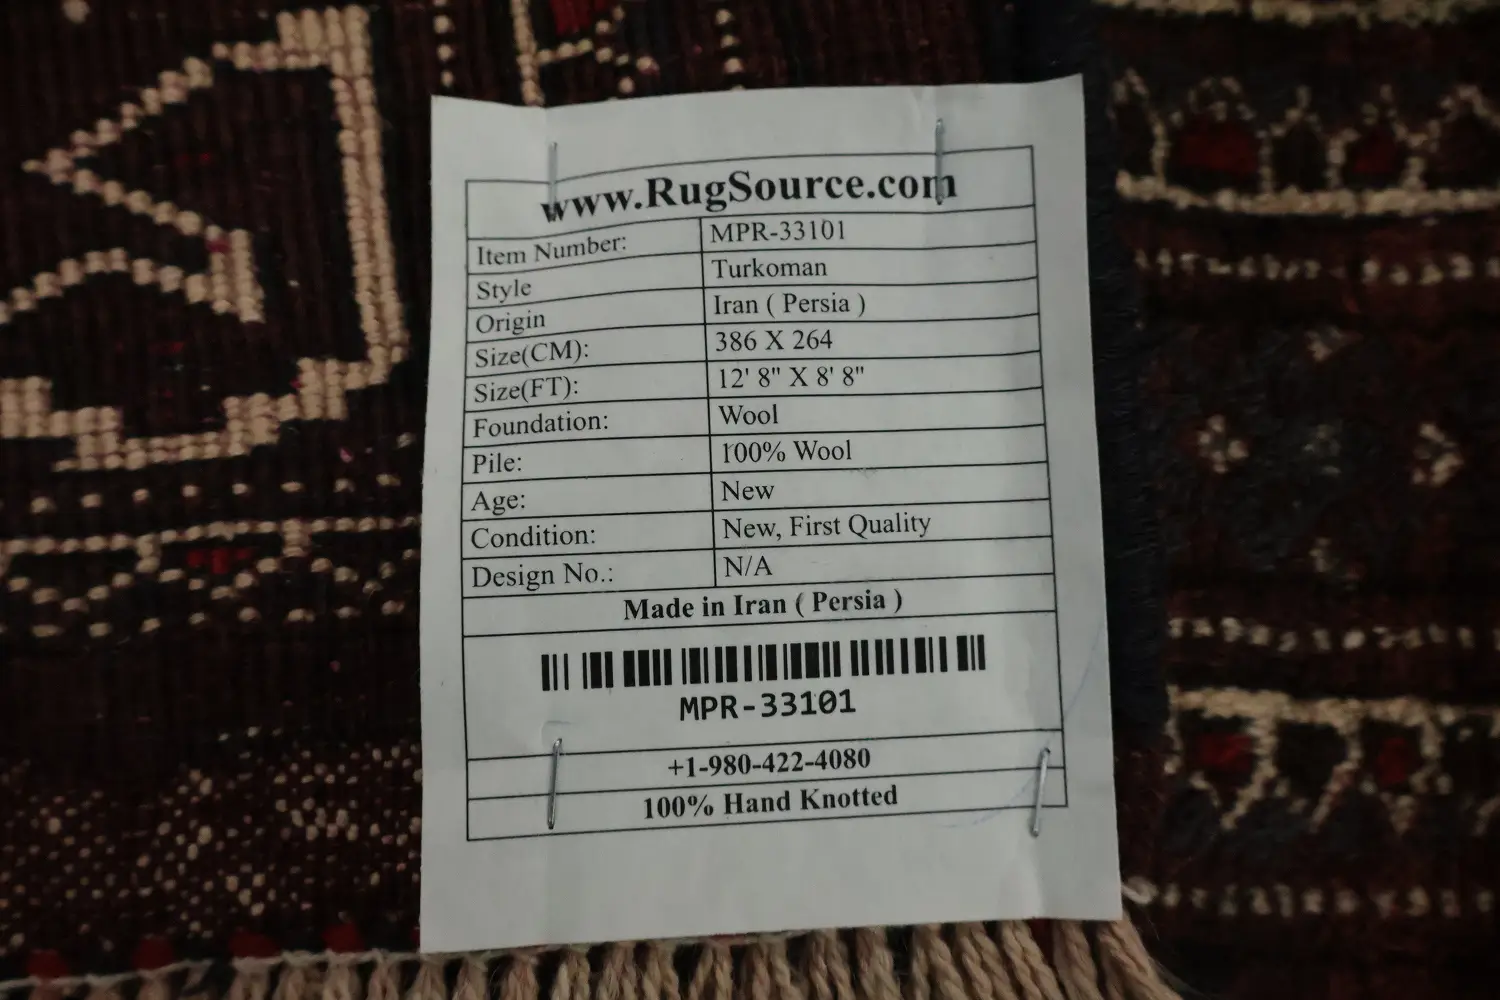 www.RugSource.com
Item Number: MPR-33101
Style Turkoman
Origin Iran ( Persia )
Size(CM): 386 X 264
Size(FT): 12' 8" X 8' 8"
Foundation: Wool
Pile: 100% Wool
Age: New
Condition: New, First Quality
Design No.: N/A
Made in Iran ( Persia )
MPR-33101
+1-980-422-4080
100% Hand Knotted